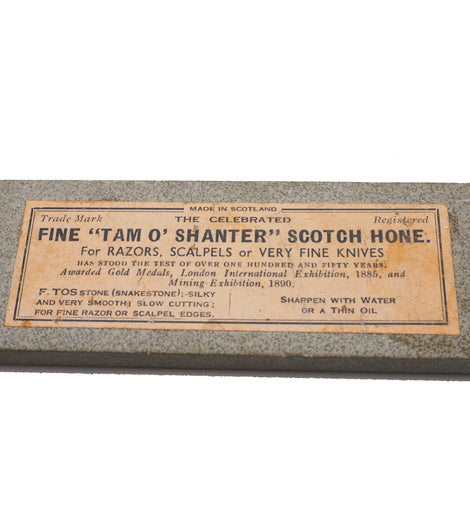 MADE IN SCOTLAND
Trade Mark THE CELEBRATED Registered
FINE "TAM O' SHANTER" SCOTCH HONE.
For RAZORS, SCALPELS or VERY FINE KNIVES
HAS STOOD THE TEST OF OVER ONE HUNDRED AND FIFTY YEARS.
Awarded Gold Medals, London International Exhibition, 1885, and
Mining Exhibition, 1890.
F. TOS STONE (SNAKESTONE);-SILKY
AND VERY SMOOTH; SLOW CUTTING;
FOR FINE RAZOR OR SCALPEL EDGES.
SHARPEN WITH WATER
OR A THIN OIL